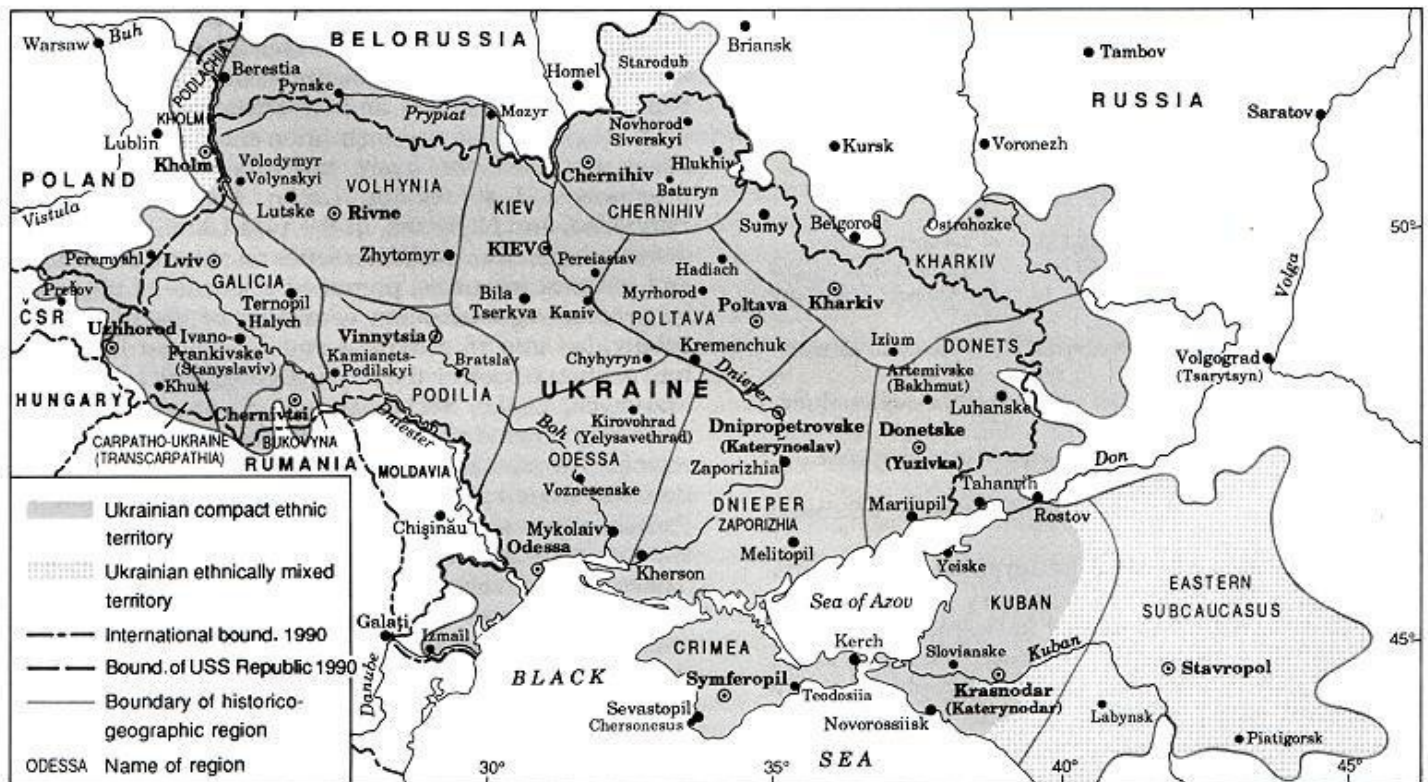 Warsaw
Buh
BELORUSSIA
Briansk
Tambov
PODLACHIA
Berestia
Pynske
Homel
Starodub
RUSSIA
Saratov
KHOLM
Prypiat
Mozyr
Novhorod
Siverskyi
Lublin
Kholm
Volodymyr
Volynskyi
Chernihiv
Hlukhiv
Baturyn
Kursk
Voronezh
POLAND
Vistula
VOLHYNIA
Lutske
Rivne
KIEV
CHERNIHIV
Sumy
Belgorod
Ostrohozke
50°
Peremyshl
Lviv
Zhytomyr
KIEV
Pereiastav
Hadiach
KHARKIV
Volga
GALICIA
Prešov
Ternopil
Halych
Bila
Tserkva
Kaniv
Myrhorod
POLTAVA
Poltava
Kharkiv
ČSR
Uzhhorod
Ivano-
Prankivske
(Stanyslaviv)
Vinnytsia
Kamianets-
Podilskyi
Bratslav
Chyhyryn
Kremenchuk
Izium
DONETS
Volgograd
(Tsarytsyn)
Khust
HUNGARY
PODILIA
UKRAINE
Dnieper
Artemivske
(Bakhmut)
Luhanske
Chernivtsi
Dniester
Boh
Kirovohrad
(Yelysavethrad)
Dnipropetrovske
(Katerynoslav)
Donetske
(Yuzivka)
Don
CARPATHO-UKRAINE
(TRANSCARPATHIA)
BUKOVYNA
RUMANIA
MOLDAVIA
ODESSA
Voznesenske
Zaporizhia
DNIEPER
ZAPORIZHIA
Marijupil
Tahanrih
Rostov
Chişinău
Mykolaiv
Odessa
Kherson
Melitopil
Yeiske
KUBAN
EASTERN
SUBCAUCASUS
Galaţi
Izmail
Sea of Azov
CRIMEA
Kerch
Slovianske
Kuban
45°
Danube
BLACK
Symferopil
Teodosiia
Krasnodar
(Katerynodar)
Stavropol
Sevastopil
Chersonesus
Novorossiisk
Labynsk
SEA
Piatigorsk
30°
35°
40°
45°
Ukrainian compact ethnic
territory
Ukrainian ethnically mixed
territory
International bound. 1990
Bound. of USS Republic 1990
Boundary of historico-
geographic region
ODESSA Name of region